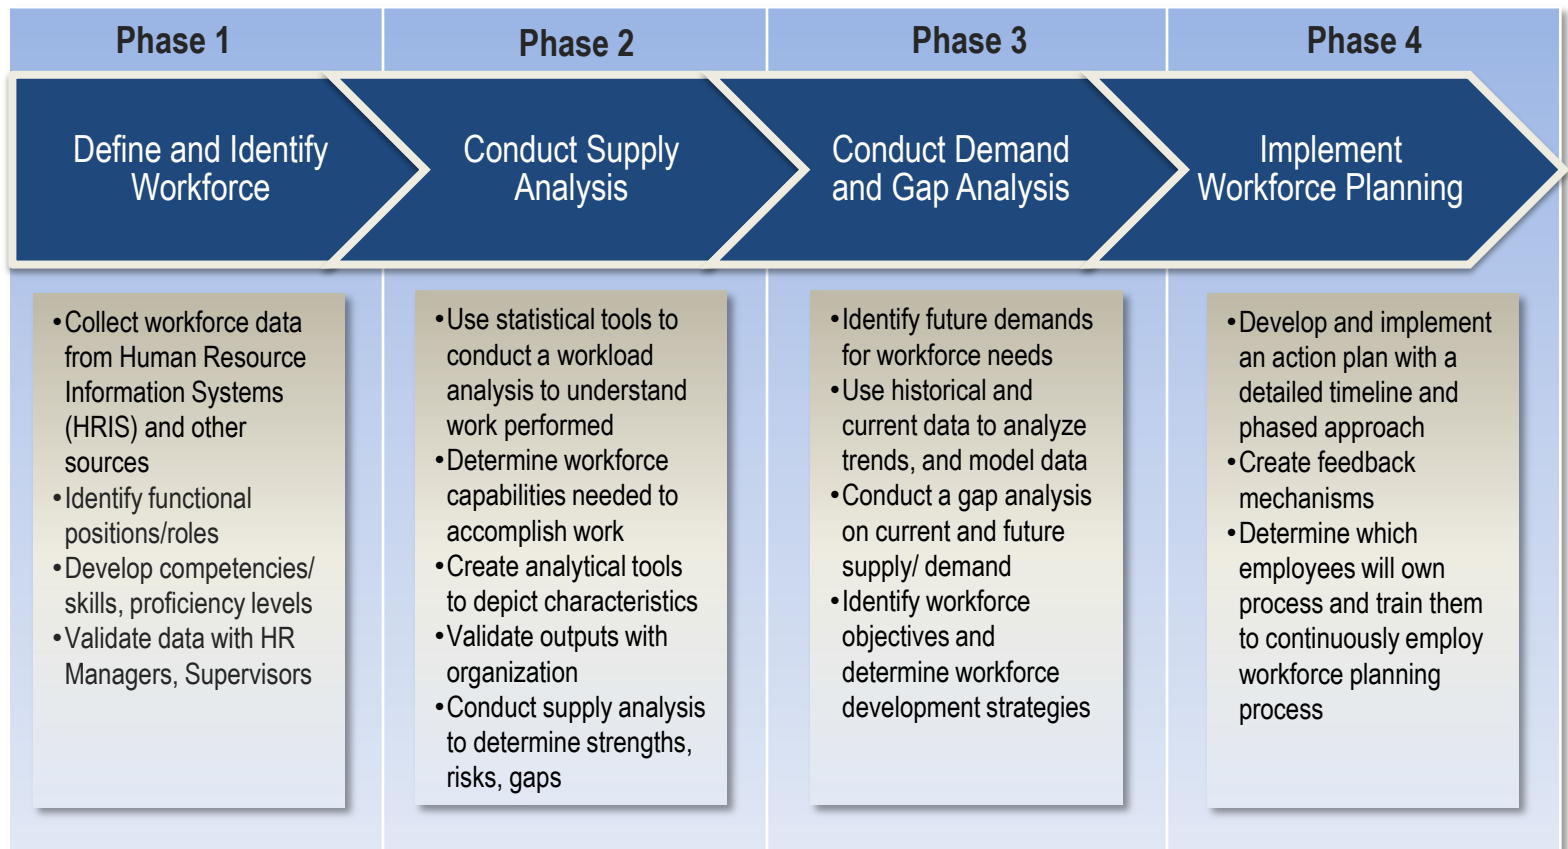 Phase 1
Define and Identify
Workforce
•Collect workforce data
from Human Resource
Information Systems
(HRIS) and other
sources
•Identify functional
positions/roles
•Develop competencies/
skills, proficiency levels
•Validate data with HR
Managers, Supervisors
Phase 2
Conduct Supply
Analysis
•Use statistical tools to
conduct a workload
analysis to understand
work performed
•Determine workforce
capabilities needed to
accomplish work
•Create analytical tools
to depict characteristics
•Validate outputs with
organization
•Conduct supply analysis
to determine strengths,
risks, gaps
Phase 3
Conduct Demand
and Gap Analysis
•Identify future demands
for workforce needs
•Use historical and
current data to analyze
trends, and model data
•Conduct a gap analysis
on current and future
supply/ demand
•Identify workforce
objectives and
determine workforce
development strategies
Phase 4
Implement
Workforce Planning
•Develop and implement
an action plan with a
detailed timeline and
phased approach
•Create feedback
mechanisms
•Determine which
employees will own
process and train them
to continuously employ
workforce planning
process